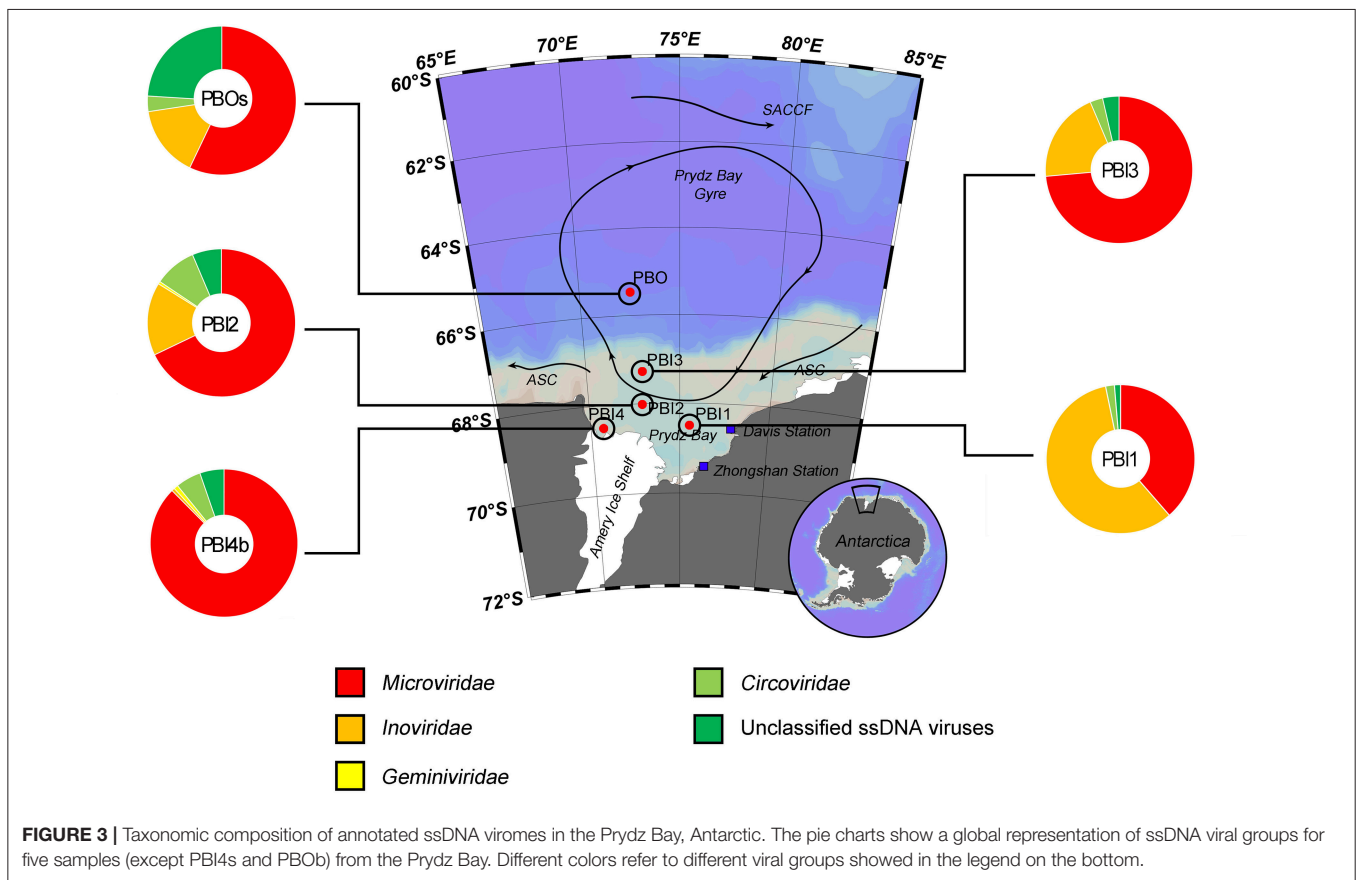 65°E
70°E
75°E
80°E
85°E
60°S
62°S
64°S
66°S
68°S
70°S
72°S
SACCF
Prydz Bay
Gyre
PBO
PBI3
ASC
ASC
PBI2
PBI4
PBI1
Prydz Bay
Davis Station
Zhongshan Station
Amery Ice Shelf
Antarctica
PBOs
PBI2
PBI4b
PBI3
PBI1
Microviridae
Inoviridae
Geminiviridae
Circoviridae
Unclassified ssDNA viruses
FIGURE 3 | Taxonomic composition of annotated ssDNA viromes in the Prydz Bay, Antarctic. The pie charts show a global representation of ssDNA viral groups for
five samples (except PBI4s and PBOb) from the Prydz Bay. Different colors refer to different viral groups showed in the legend on the bottom.